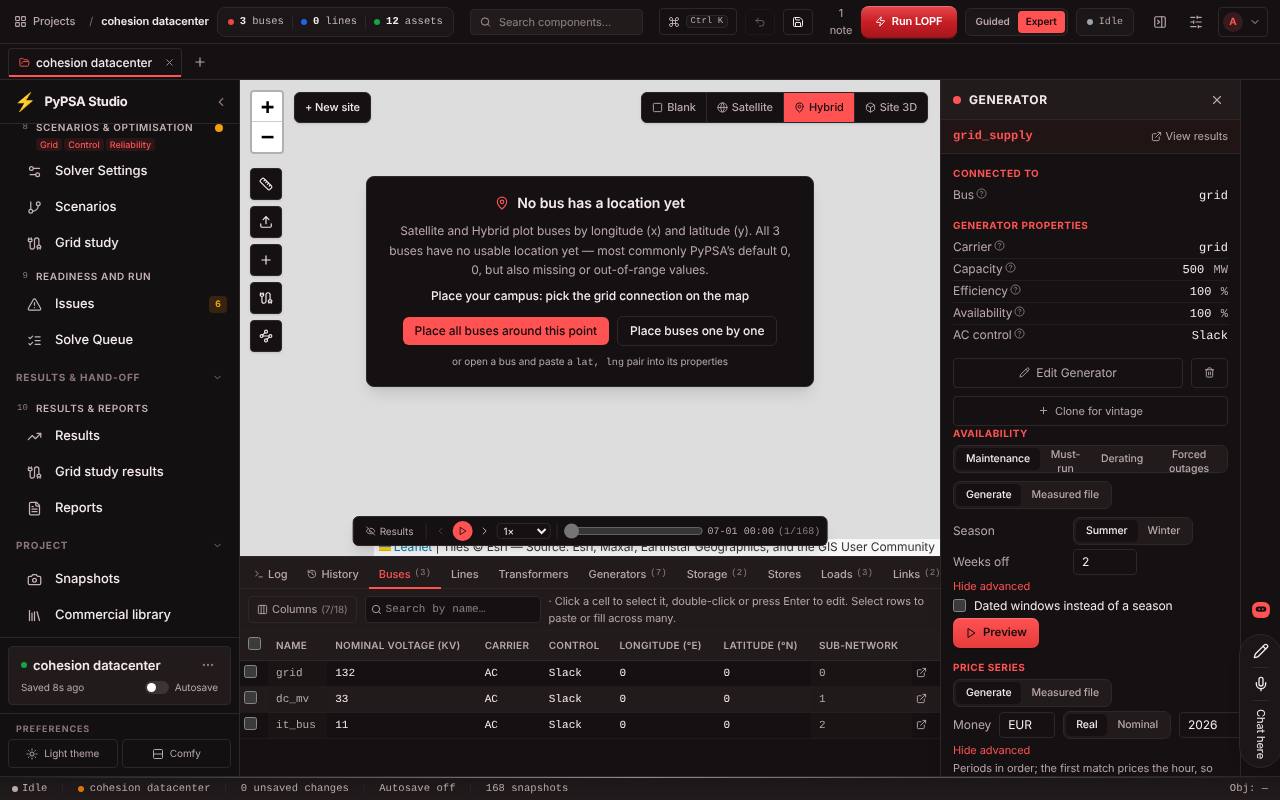 Projects / cohesion datacenter
3 buses 0 lines 12 assets
Search components...
Ctrl K
1 note
Run LOPF
Guided Expert
Idle
A
cohesion datacenter
PyPSA Studio
8 SCENARIOS & OPTIMISATION
Grid Control Reliability
Solver Settings
Scenarios
Grid study
9 READINESS AND RUN
Issues 6
Solve Queue
RESULTS & HAND-OFF
10 RESULTS & REPORTS
Results
Grid study results
Reports
PROJECT
Snapshots
Commercial library
cohesion datacenter ...
Saved 8s ago Autosave
PREFERENCES
Light theme Comfy
+ − + New site
Blank Satellite Hybrid Site 3D
No bus has a location yet
Satellite and Hybrid plot buses by longitude (x) and latitude (y). All 3
buses have no usable location yet — most commonly PyPSA's default 0,
0, but also missing or out-of-range values.
Place your campus: pick the grid connection on the map
Place all buses around this point Place buses one by one
or open a bus and paste a lat, lng pair into its properties
Results 1× 07-01 00:00 (1/168)
Leaflet | Tiles © Esri — Source: Esri, Maxar, Earthstar Geographics, and the GIS User Community
Log History Buses (3) Lines Transformers Generators (7) Storage (2) Stores Loads (3) Links (2)
Columns (7/18) Search by name…
· Click a cell to select it, double-click or press Enter to edit. Select rows to
paste or fill across many.
NAME NOMINAL VOLTAGE (KV) CARRIER CONTROL LONGITUDE (°E) LATITUDE (°N) SUB-NETWORK
grid 132 AC Slack 0 0 0
dc_mv 33 AC Slack 0 0 1
it_bus 11 AC Slack 0 0 2
GENERATOR
grid_supply View results
CONNECTED TO
Bus grid
GENERATOR PROPERTIES
Carrier grid
Capacity 500 MW
Efficiency 100 %
Availability 100 %
AC control Slack
Edit Generator
+ Clone for vintage
AVAILABILITY
Maintenance Must-run Derating Forced outages
Generate Measured file
Season Summer Winter
Weeks off 2
Hide advanced
Dated windows instead of a season
Preview
PRICE SERIES
Generate Measured file
Money EUR Real Nominal 2026
Hide advanced
Periods in order; the first match prices the hour, so
Chat here
Idle cohesion datacenter 0 unsaved changes Autosave off 168 snapshots Obj: —